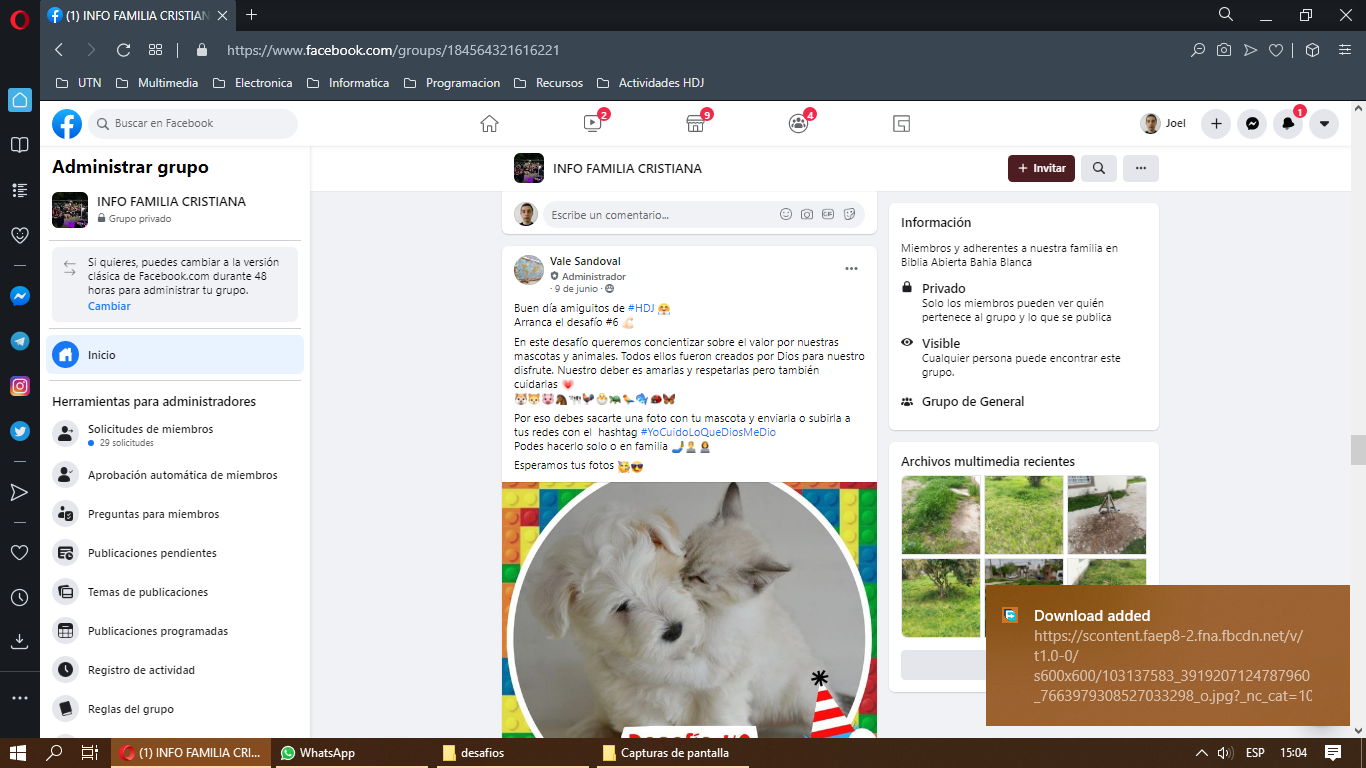 (1) INFO FAMILIA CRISTIAN
https://www.facebook.com/groups/184564321616221
UTN
Multimedia
Electronica
Informatica
Programacion
Recursos
Actividades HDJ
Buscar en Facebook
2
9
4
Joel
1
Administrar grupo
INFO FAMILIA CRISTIANA
Grupo privado
Si quieres, puedes cambiar a la versión
clásica de Facebook.com durante 48
horas para administrar tu grupo.
Cambiar
Inicio
Herramientas para administradores
Solicitudes de miembros
29 solicitudes
Aprobación automática de miembros
Preguntas para miembros
Publicaciones pendientes
Temas de publicaciones
Publicaciones programadas
Registro de actividad
Reglas del grupo
INFO FAMILIA CRISTIANA
+ Invitar
Escribe un comentario...
GIF
Vale Sandoval
Administrador
· 9 de junio ·
Buen día amiguitos de #HDJ 🤗
Arranca el desafío #6 💪🏻
En este desafío queremos concientizar sobre el valor por nuestras
mascotas y animales. Todos ellos fueron creados por Dios para nuestro
disfrute. Nuestro deber es amarlas y respetarlas pero también
cuidarlas 💗
Por eso debes sacarte una foto con tu mascota y enviarla o subirla a
tus redes con el hashtag #YoCuidoLoQueDiosMeDio
Podes hacerlo solo o en familia
Esperamos tus fotos 🥰😎
Información
Miembros y adherentes a nuestra familia en
Biblia Abierta Bahia Blanca
Privado
Solo los miembros pueden ver quién
pertenece al grupo y lo que se publica
Visible
Cualquier persona puede encontrar este
grupo.
Grupo de General
Archivos multimedia recientes
Download added
https://scontent.faep8-2.fna.fbcdn.net/v/
t1.0-0/
s600x600/103137583_3919207124787960
_7663979308527033298_o.jpg?_nc_cat=10
(1) INFO FAMILIA CRI...
WhatsApp
desafios
Capturas de pantalla
ESP
15:04